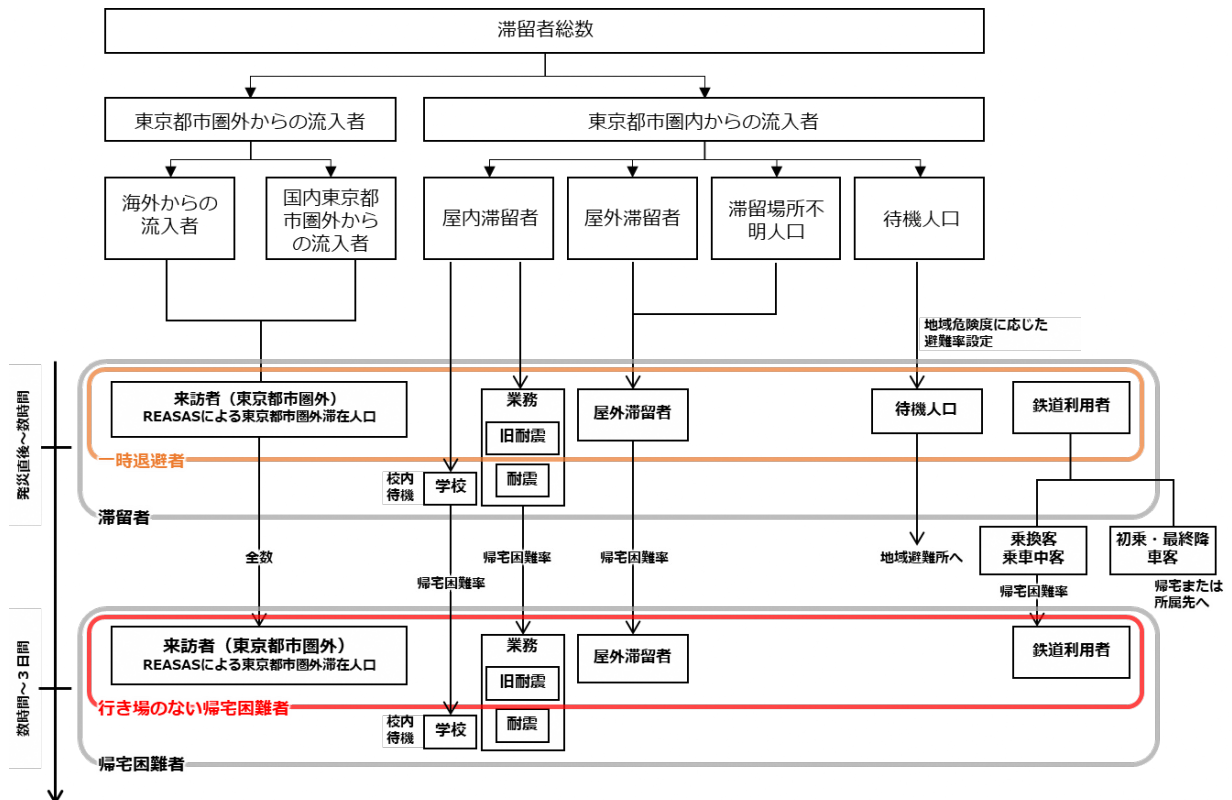 滞留者総数
東京都市圏外からの流入者
東京都市圏内からの流入者
海外からの
流入者
国内東京都
市圏外から
の流入者
屋内滞留者
屋外滞留者
滞留場所不
明人口
待機人口
地域危険度に応じた
避難率設定
発災直後～数時間
来訪者（東京都市圏外）
REASASによる東京都市圏外滞在人口
業務
旧耐震
耐震
屋外滞留者
待機人口
鉄道利用者
一時退避者
校内
待機
学校
滞留者
乗換客
乗車中客
初乗・最終降
車客
全数
帰宅困難率
帰宅困難率
帰宅困難率
地域避難所へ
帰宅困難率
帰宅または
所属先へ
数時間～３日間
来訪者（東京都市圏外）
REASASによる東京都市圏外滞在人口
業務
旧耐震
耐震
屋外滞留者
鉄道利用者
行き場のない帰宅困難者
校内
待機
学校
帰宅困難者